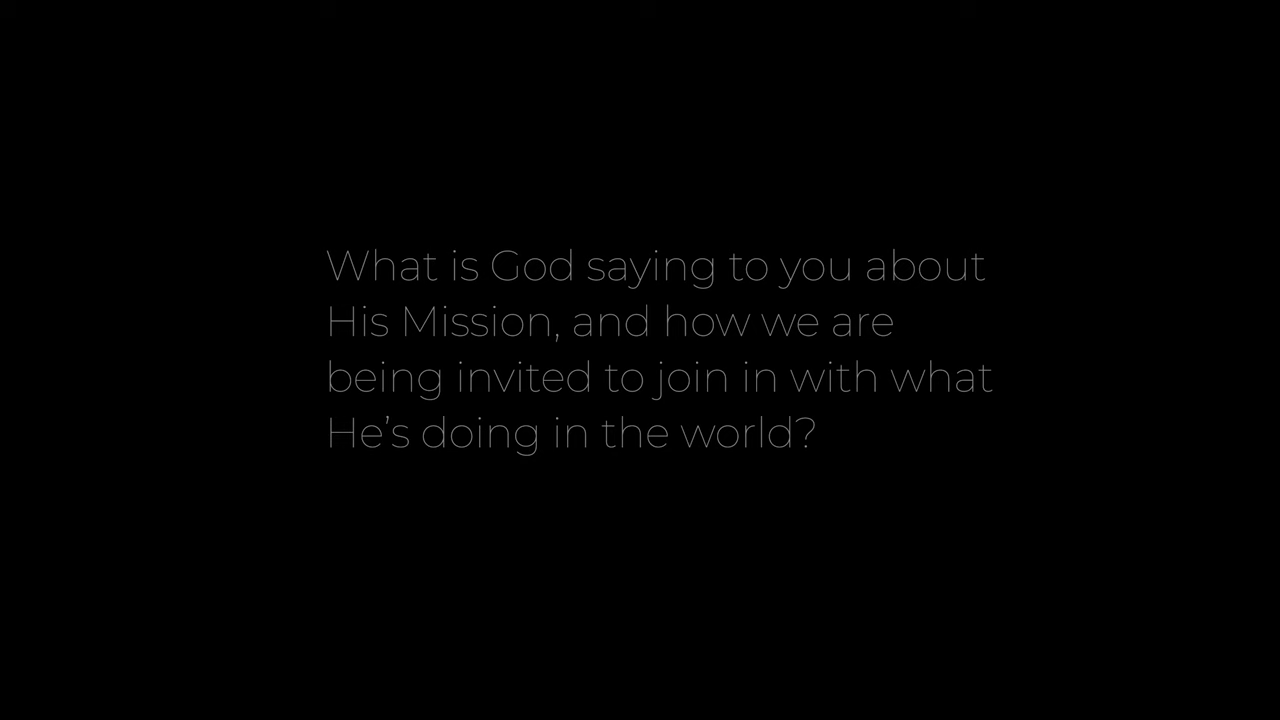 What is God saying to you about
His Mission, and how we are
being invited to join in with what
He’s doing in the world?